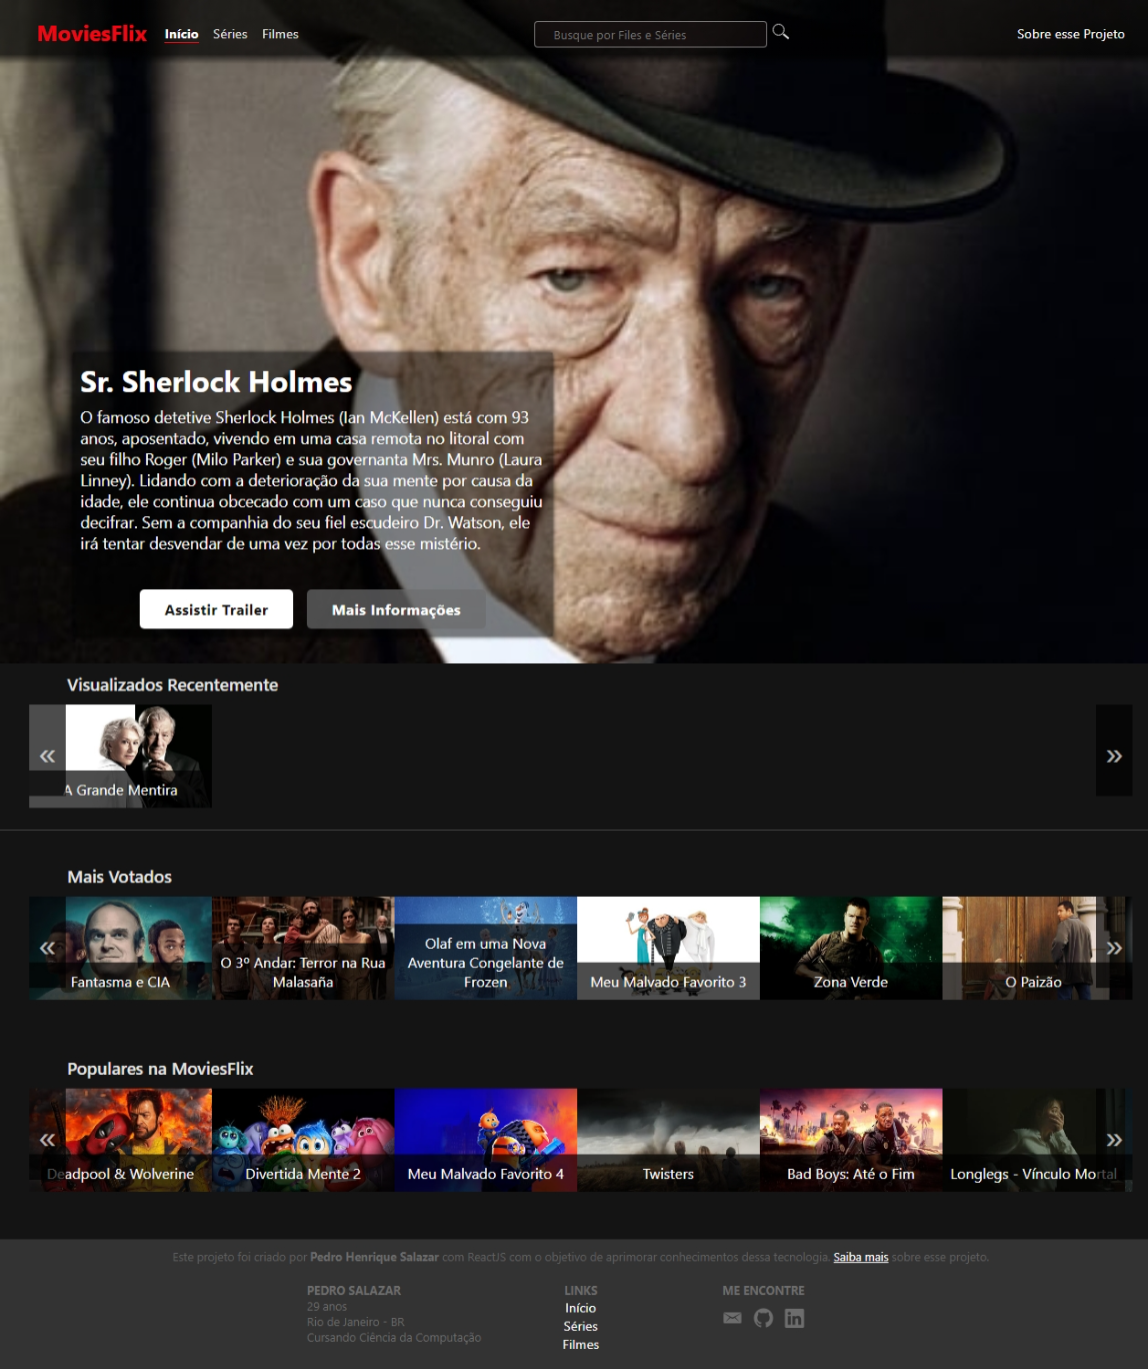 MoviesFlix Início Séries Filmes Busque por Files e Séries Sobre esse Projeto
Sr. Sherlock Holmes
O famoso detetive Sherlock Holmes (Ian McKellen) está com 93
anos, aposentado, vivendo em uma casa remota no litoral com
seu filho Roger (Milo Parker) e sua governanta Mrs. Munro (Laura
Linney). Lidando com a deterioração da sua mente por causa da
idade, ele continua obcecado com um caso que nunca conseguiu
decifrar. Sem a companhia do seu fiel escudeiro Dr. Watson, ele
irá tentar desvendar de uma vez por todas esse mistério.
Assistir Trailer Mais Informações
Visualizados Recentemente
«
»
A Grande Mentira
Mais Votados
«
»
Fantasma e CIA
O 3º Andar: Terror na Rua
Malasaña
Olaf em uma Nova
Aventura Congelante de
Frozen
Meu Malvado Favorito 3
Zona Verde
O Paizão
Populares na MoviesFlix
«
»
Deadpool & Wolverine
Divertida Mente 2
Meu Malvado Favorito 4
Twisters
Bad Boys: Até o Fim
Longlegs - Vínculo Mortal
Este projeto foi criado por Pedro Henrique Salazar com ReactJS com o objetivo de aprimorar conhecimentos dessa tecnologia. Saiba mais sobre esse projeto.
PEDRO SALAZAR
29 anos
Rio de Janeiro - BR
Cursando Ciência da Computação
LINKS
Início
Séries
Filmes
ME ENCONTRE
in